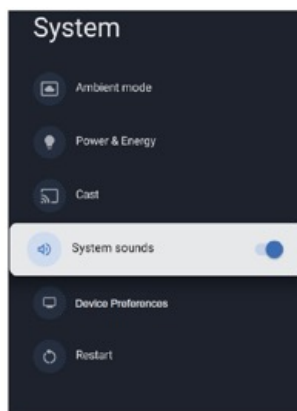 System
Ambient mode
Power & Energy
Cast
System sounds
Device Preferences
Restart